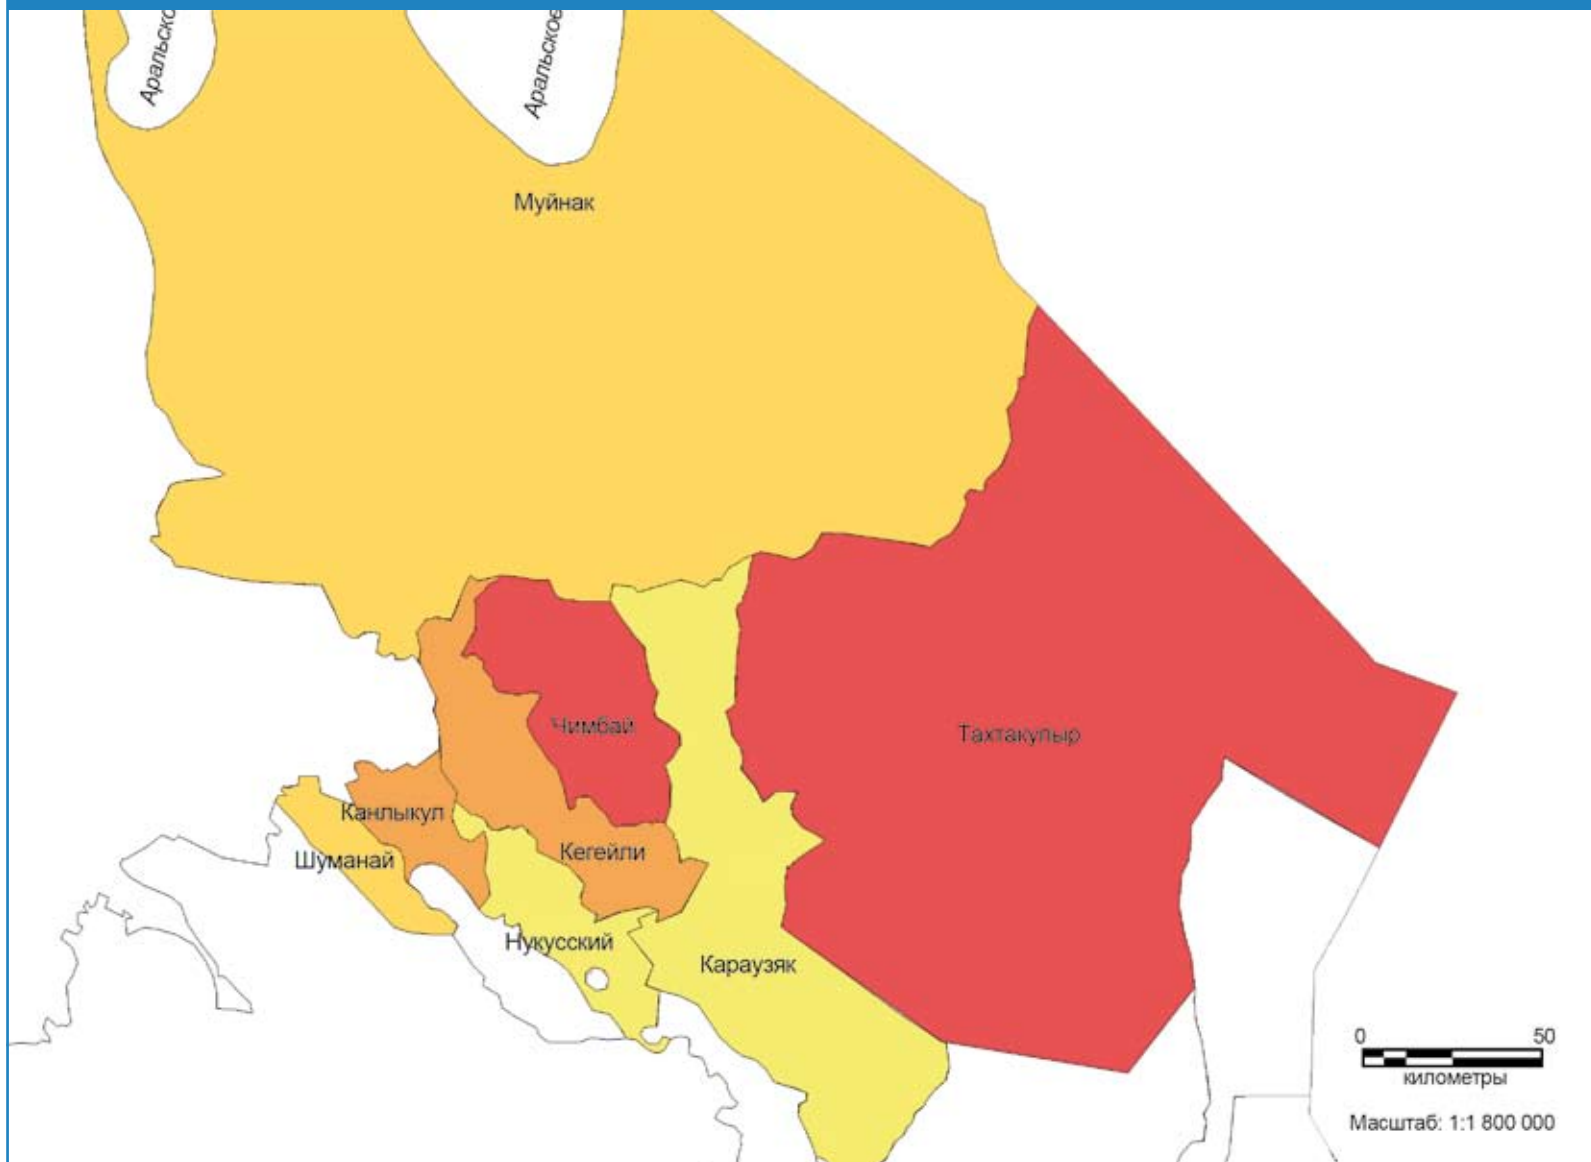 Аральско
Аральское
Муйнак
Чимбай
Тахтакупыр
Канлыкул
Кегейли
Шуманай
Нукусский
Караузяк
0 50
километры
Масштаб: 1:1 800 000